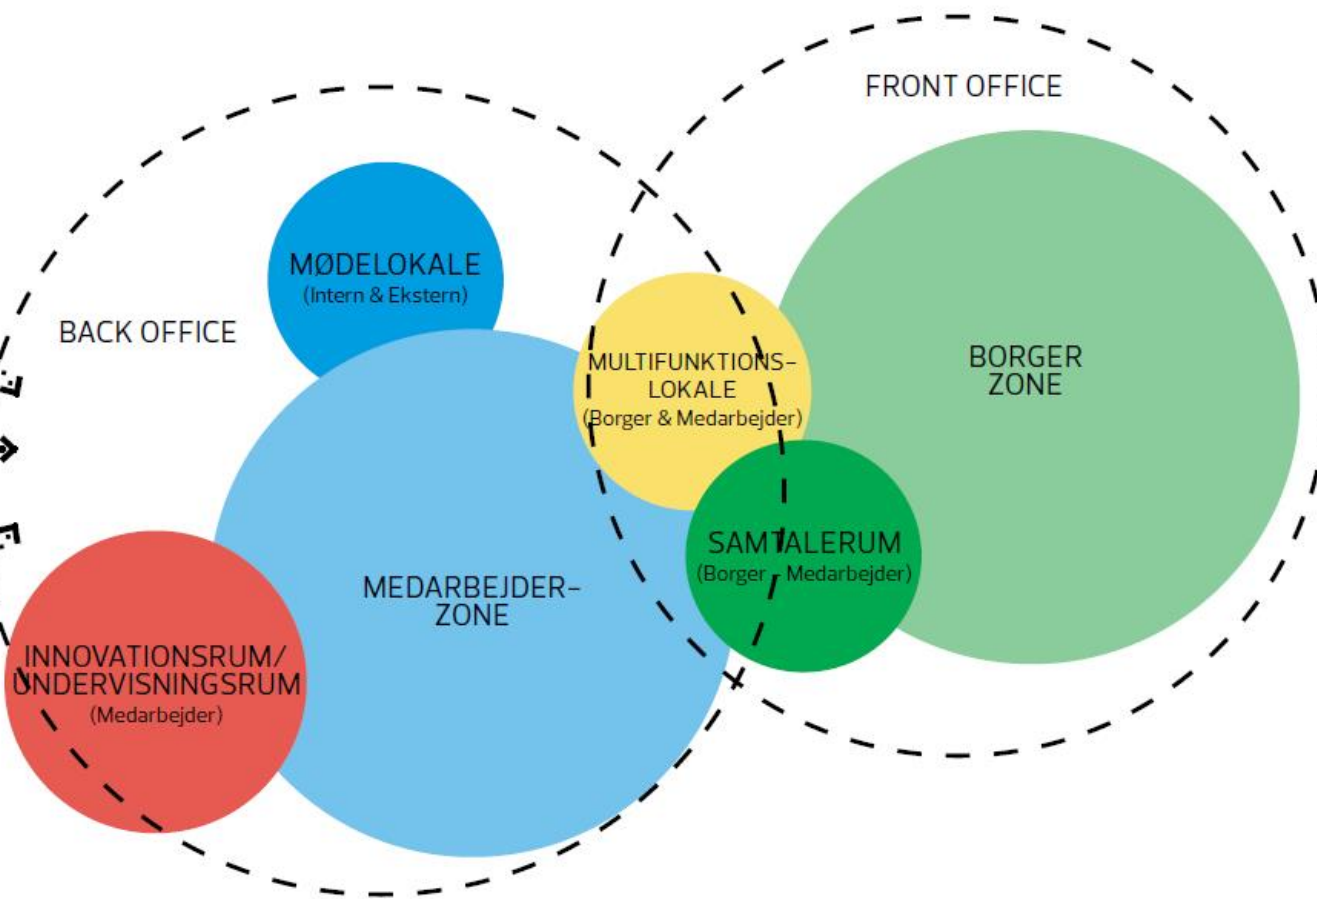 FRONT OFFICE
MØDELOKALE
(Intern & Ekstern)
BACK OFFICE
MULTIFUNKTIONS-
LOKALE
(Borger & Medarbejder)
BORGER
ZONE
SAMTALERUM
(Borger - Medarbejder)
MEDARBEJDER-
ZONE
INNOVATIONSRUM/
UNDERVISNINGSRUM
(Medarbejder)